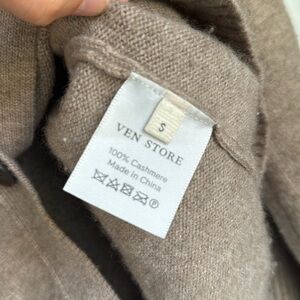 S
VEN STORE
100% Cashmere
Made in China
P